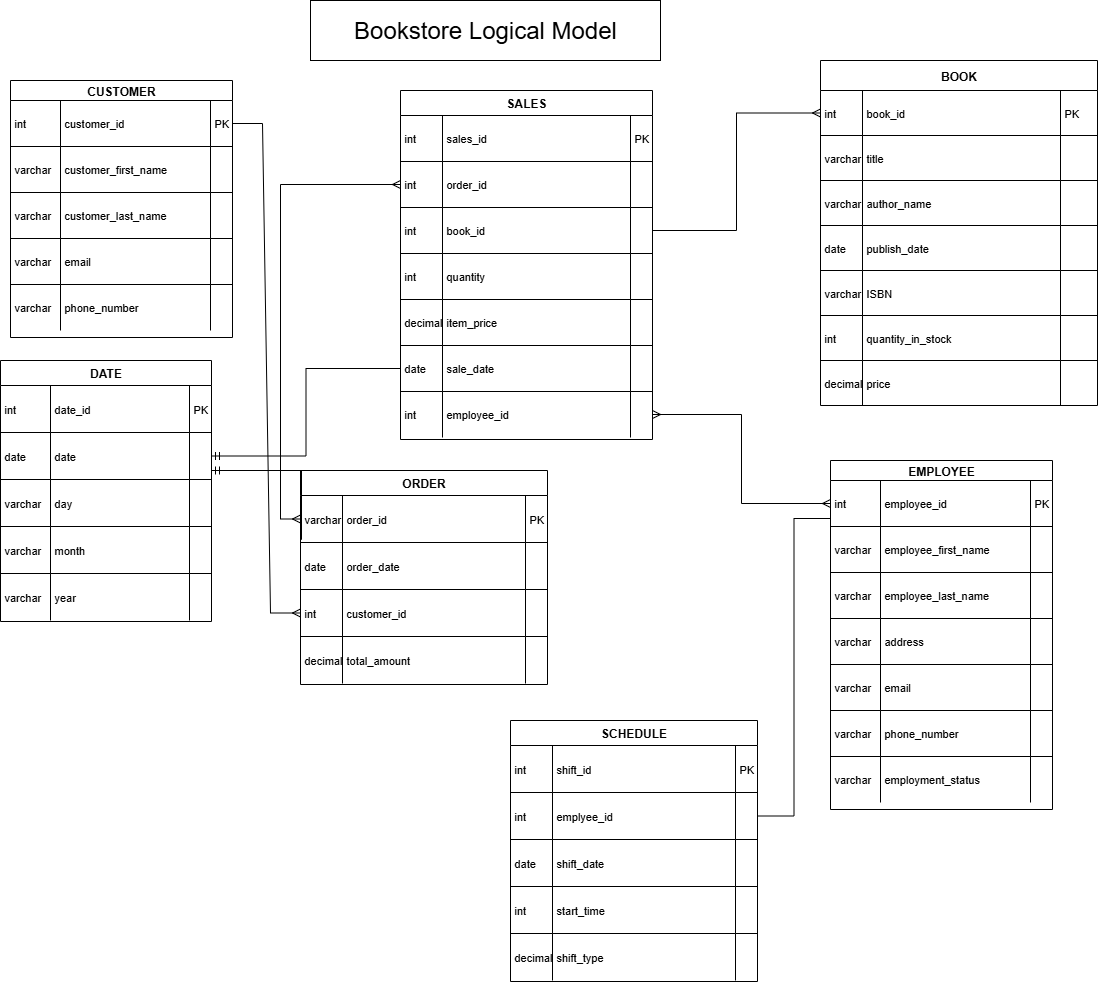 Bookstore Logical Model
CUSTOMER
int customer_id PK
varchar customer_first_name
varchar customer_last_name
varchar email
varchar phone_number
SALES
int sales_id PK
int order_id
int book_id
int quantity
decimal item_price
date sale_date
int employee_id
BOOK
int book_id PK
varchar title
varchar author_name
date publish_date
varchar ISBN
int quantity_in_stock
decimal price
DATE
int date_id PK
date date
varchar day
varchar month
varchar year
ORDER
varchar order_id PK
date order_date
int customer_id
decimal total_amount
EMPLOYEE
int employee_id PK
varchar employee_first_name
varchar employee_last_name
varchar address
varchar email
varchar phone_number
varchar employment_status
SCHEDULE
int shift_id PK
int emplyee_id
date shift_date
int start_time
decimal shift_type